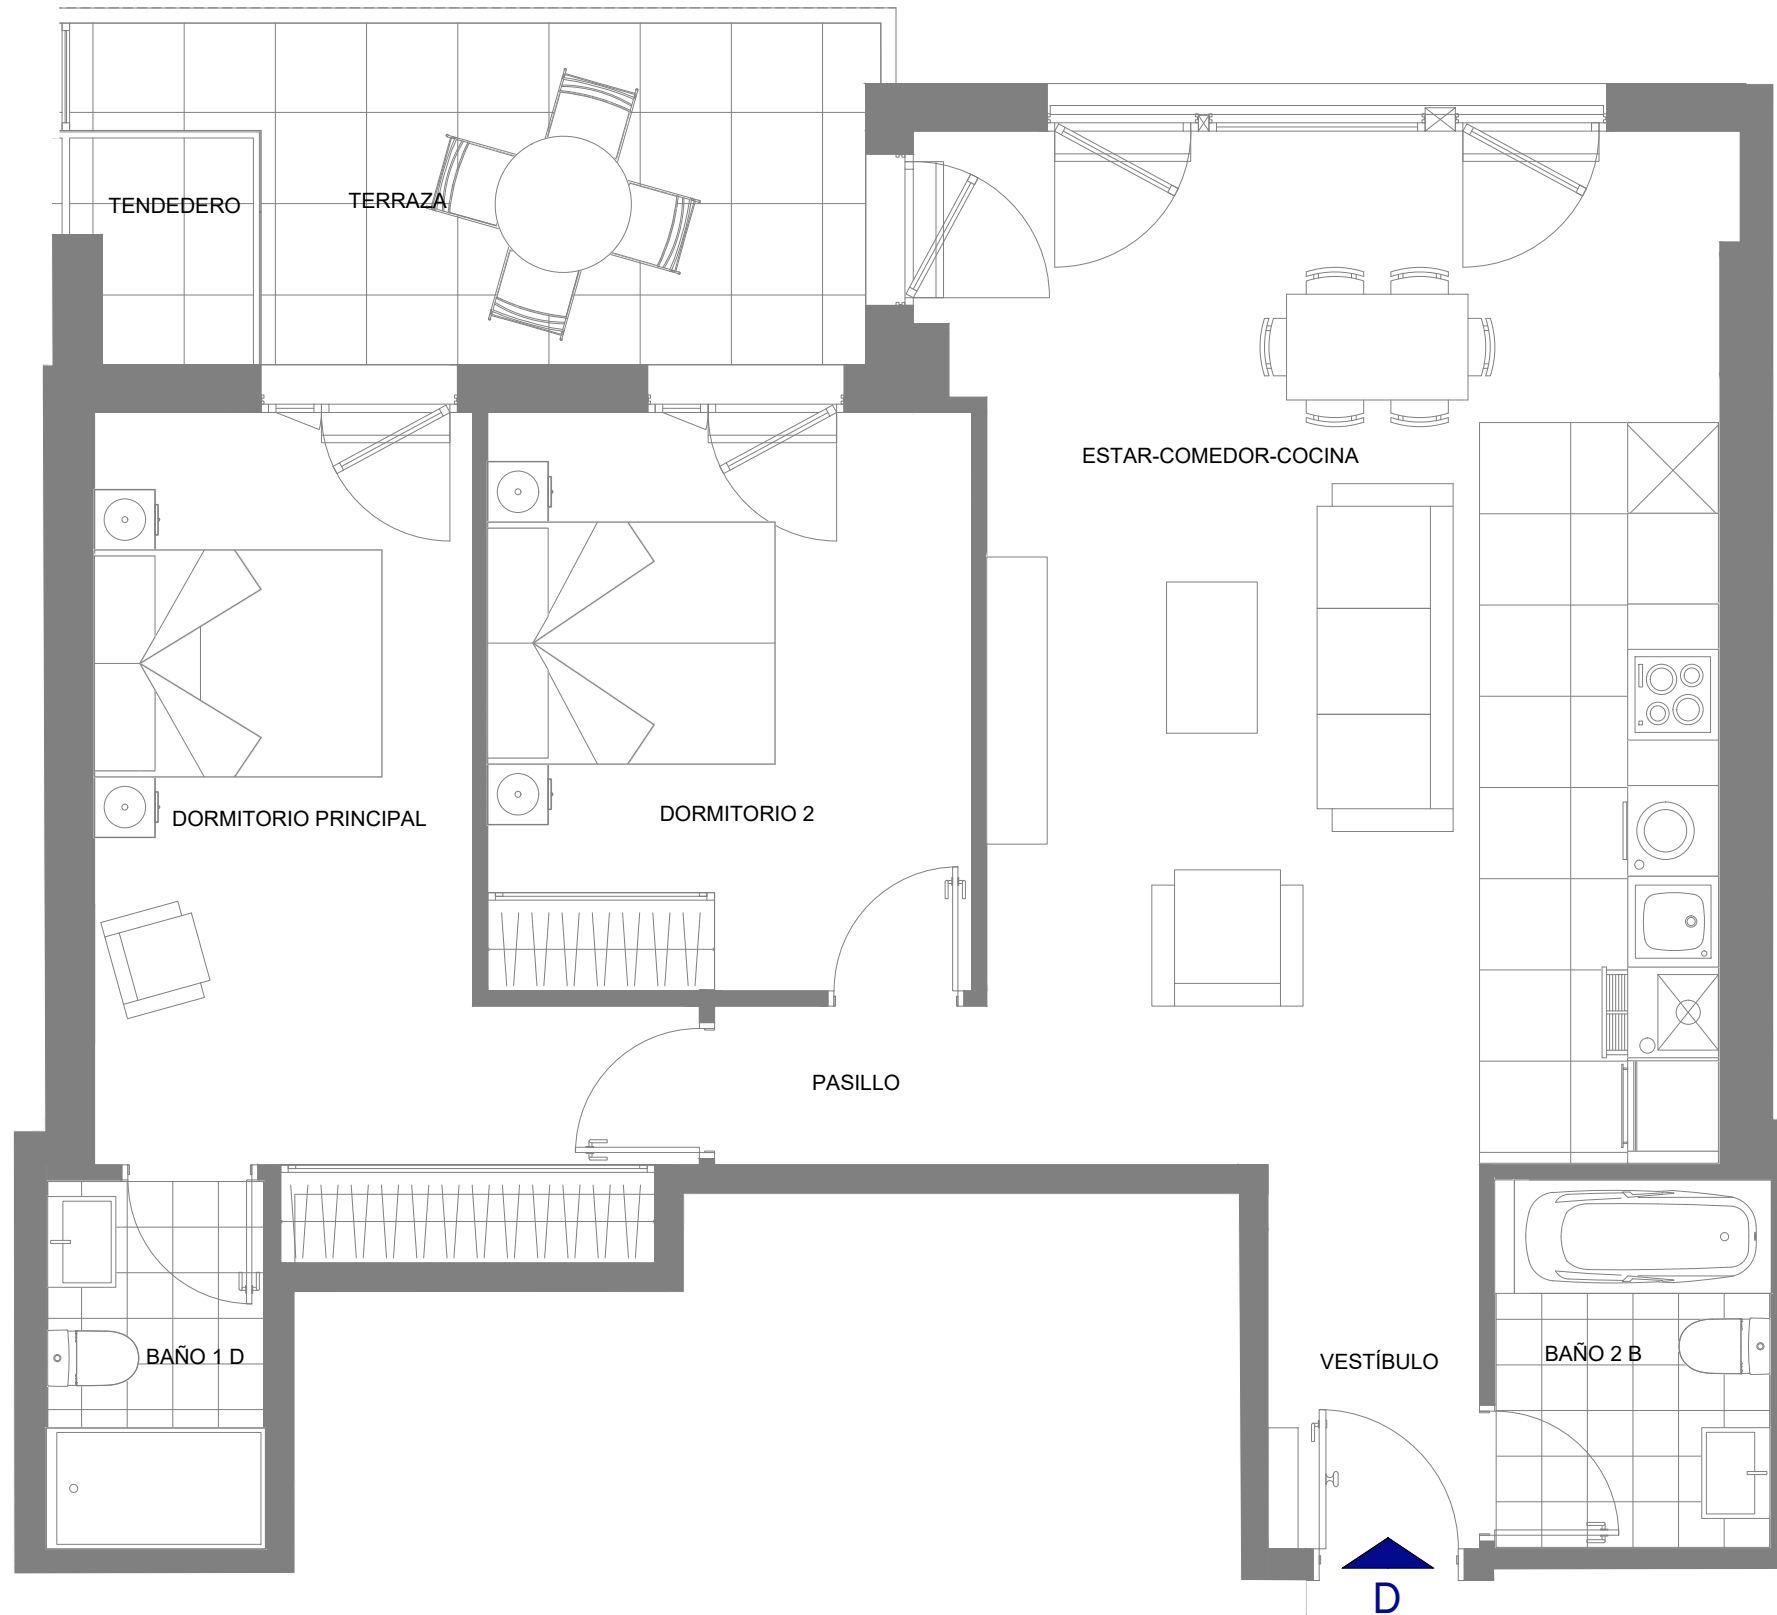 TENDEDERO
TERRAZA
ESTAR-COMEDOR-COCINA
DORMITORIO PRINCIPAL
DORMITORIO 2
PASILLO
BAÑO 1 D
VESTÍBULO
BAÑO 2 B
D